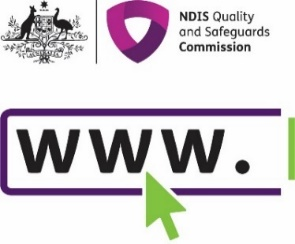 NDIS Quality
and Safeguards
Commission
www.